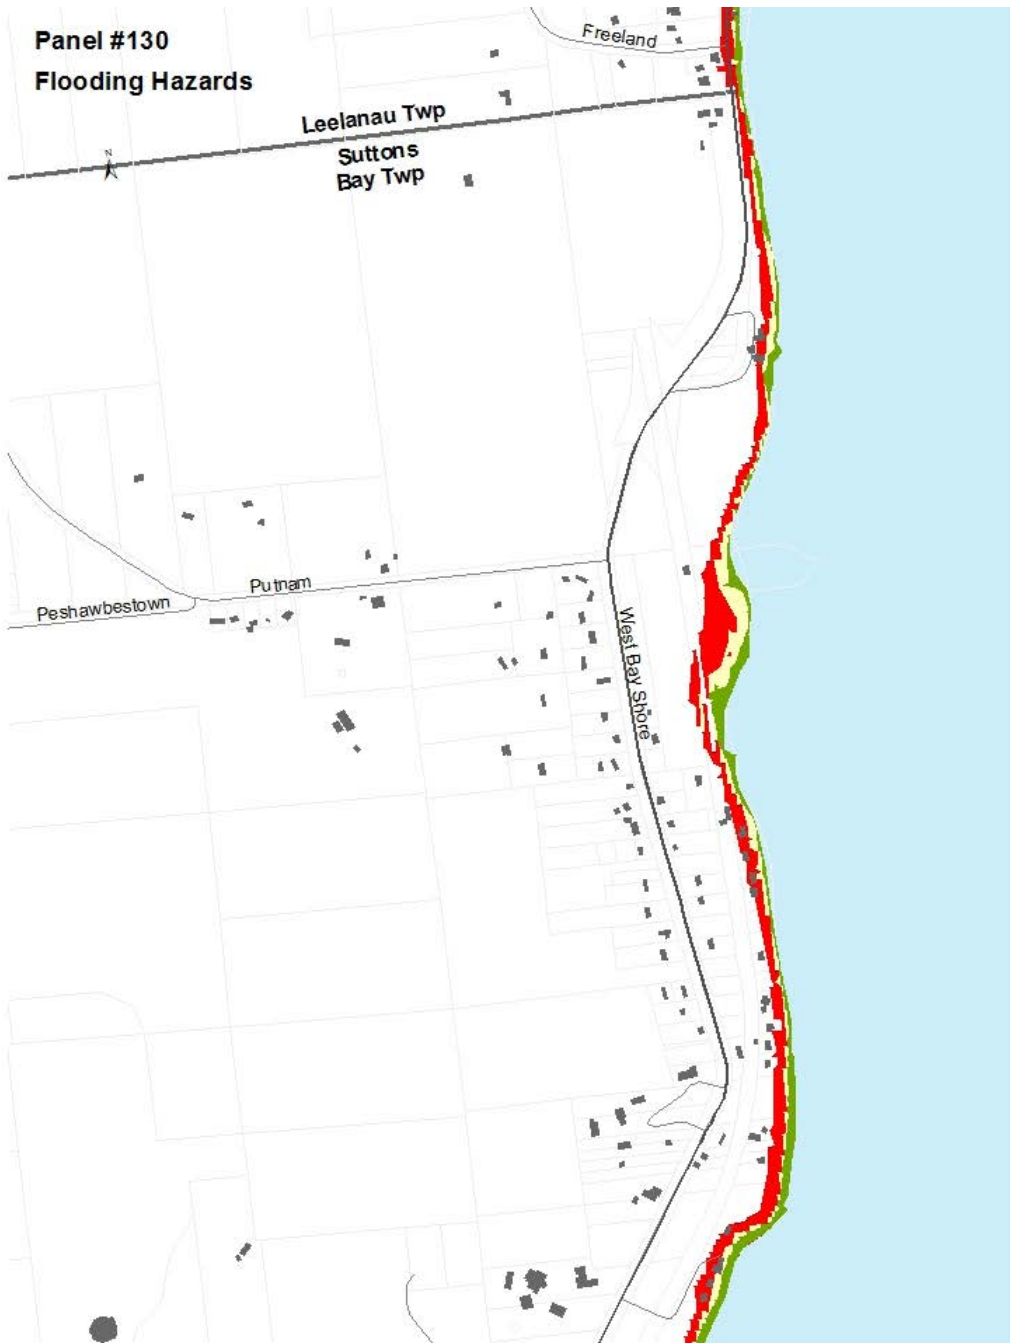 Panel #130
Flooding Hazards
Freeland
Leelanau Twp
Suttons
Bay Twp
N
Putnam
Peshawbestown
West Bay Shore